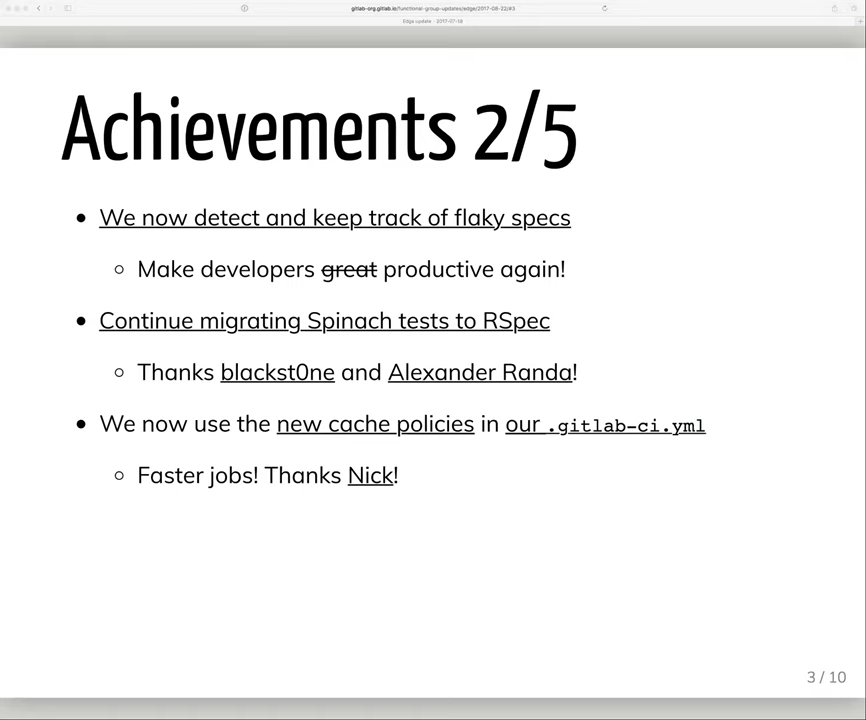 gitlab-org.gitlab.io/functional-group-updates/edge/2017-08-22/#3
Edge update - 2017-07-18
Achievements 2/5
We now detect and keep track of flaky specs
Make developers great productive again!
Continue migrating Spinach tests to RSpec
Thanks blackst0ne and Alexander Randa!
We now use the new cache policies in our .gitlab-ci.yml
Faster jobs! Thanks Nick!
3 / 10